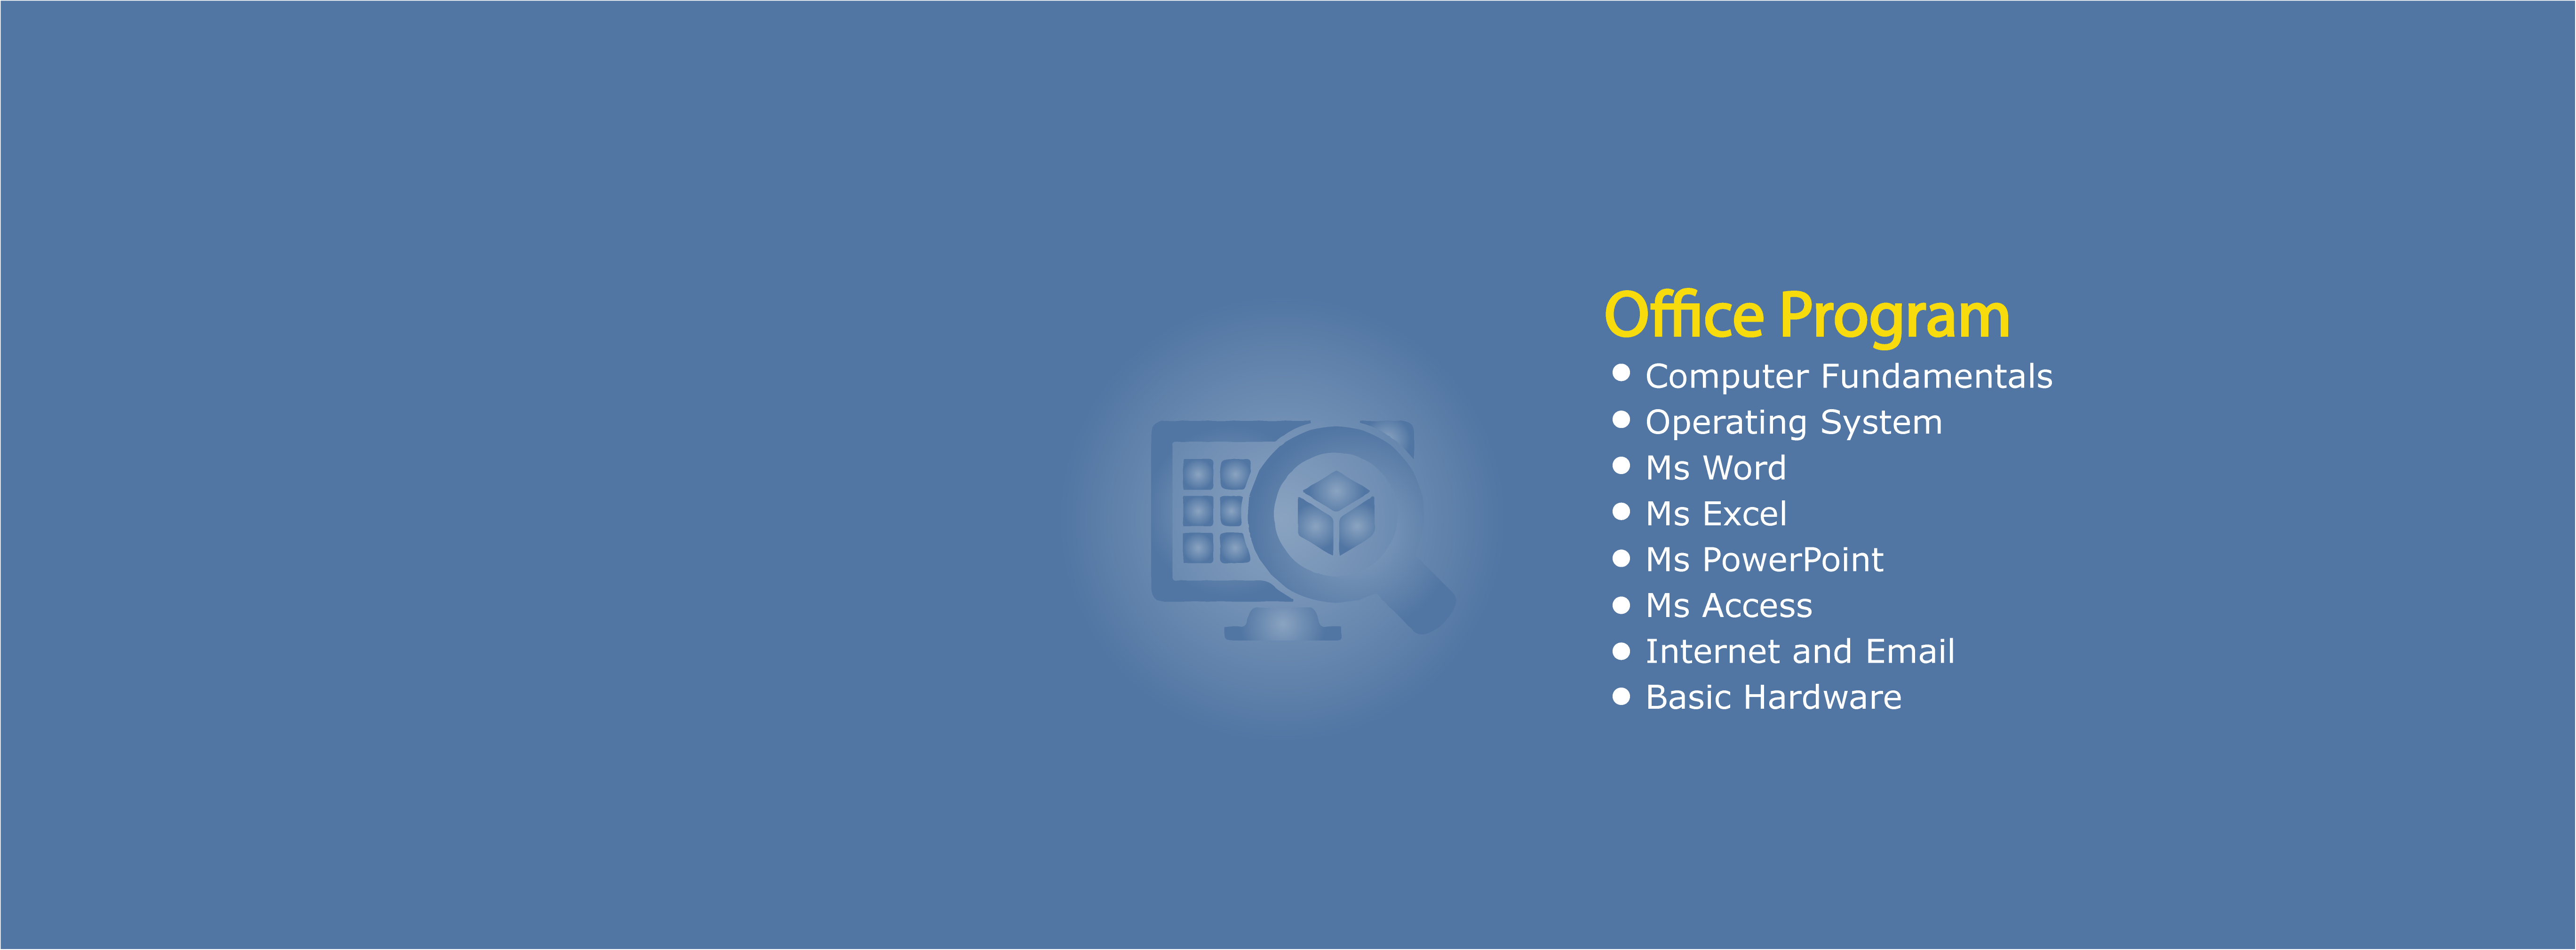 Office Program
• Computer Fundamentals
• Operating System
• Ms Word
• Ms Excel
• Ms PowerPoint
• Ms Access
• Internet and Email
• Basic Hardware